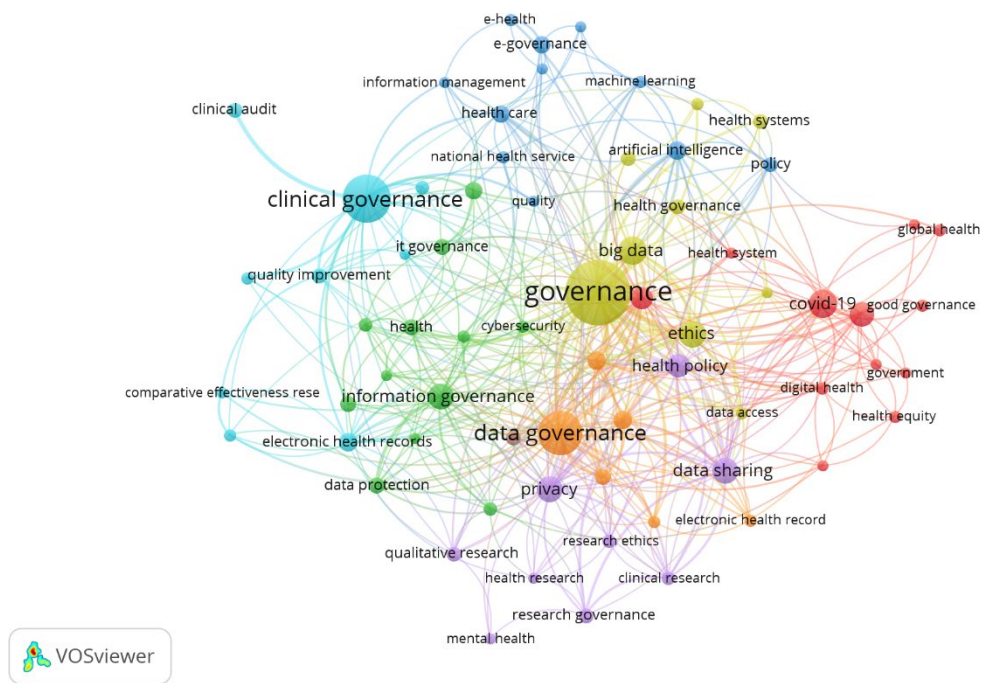 e-health
e-governance
information management
machine learning
clinical audit
health care
health systems
artificial intelligence
national health service
policy
clinical governance
quality
health governance
global health
it governance
big data
health system
quality improvement
governance
covid-19
good governance
health
cybersecurity
ethics
health policy
government
comparative effectiveness rese
information governance
digital health
data access
health equity
electronic health records
data governance
data sharing
data protection
privacy
electronic health record
research ethics
qualitative research
health research
clinical research
research governance
mental health
VOSviewer